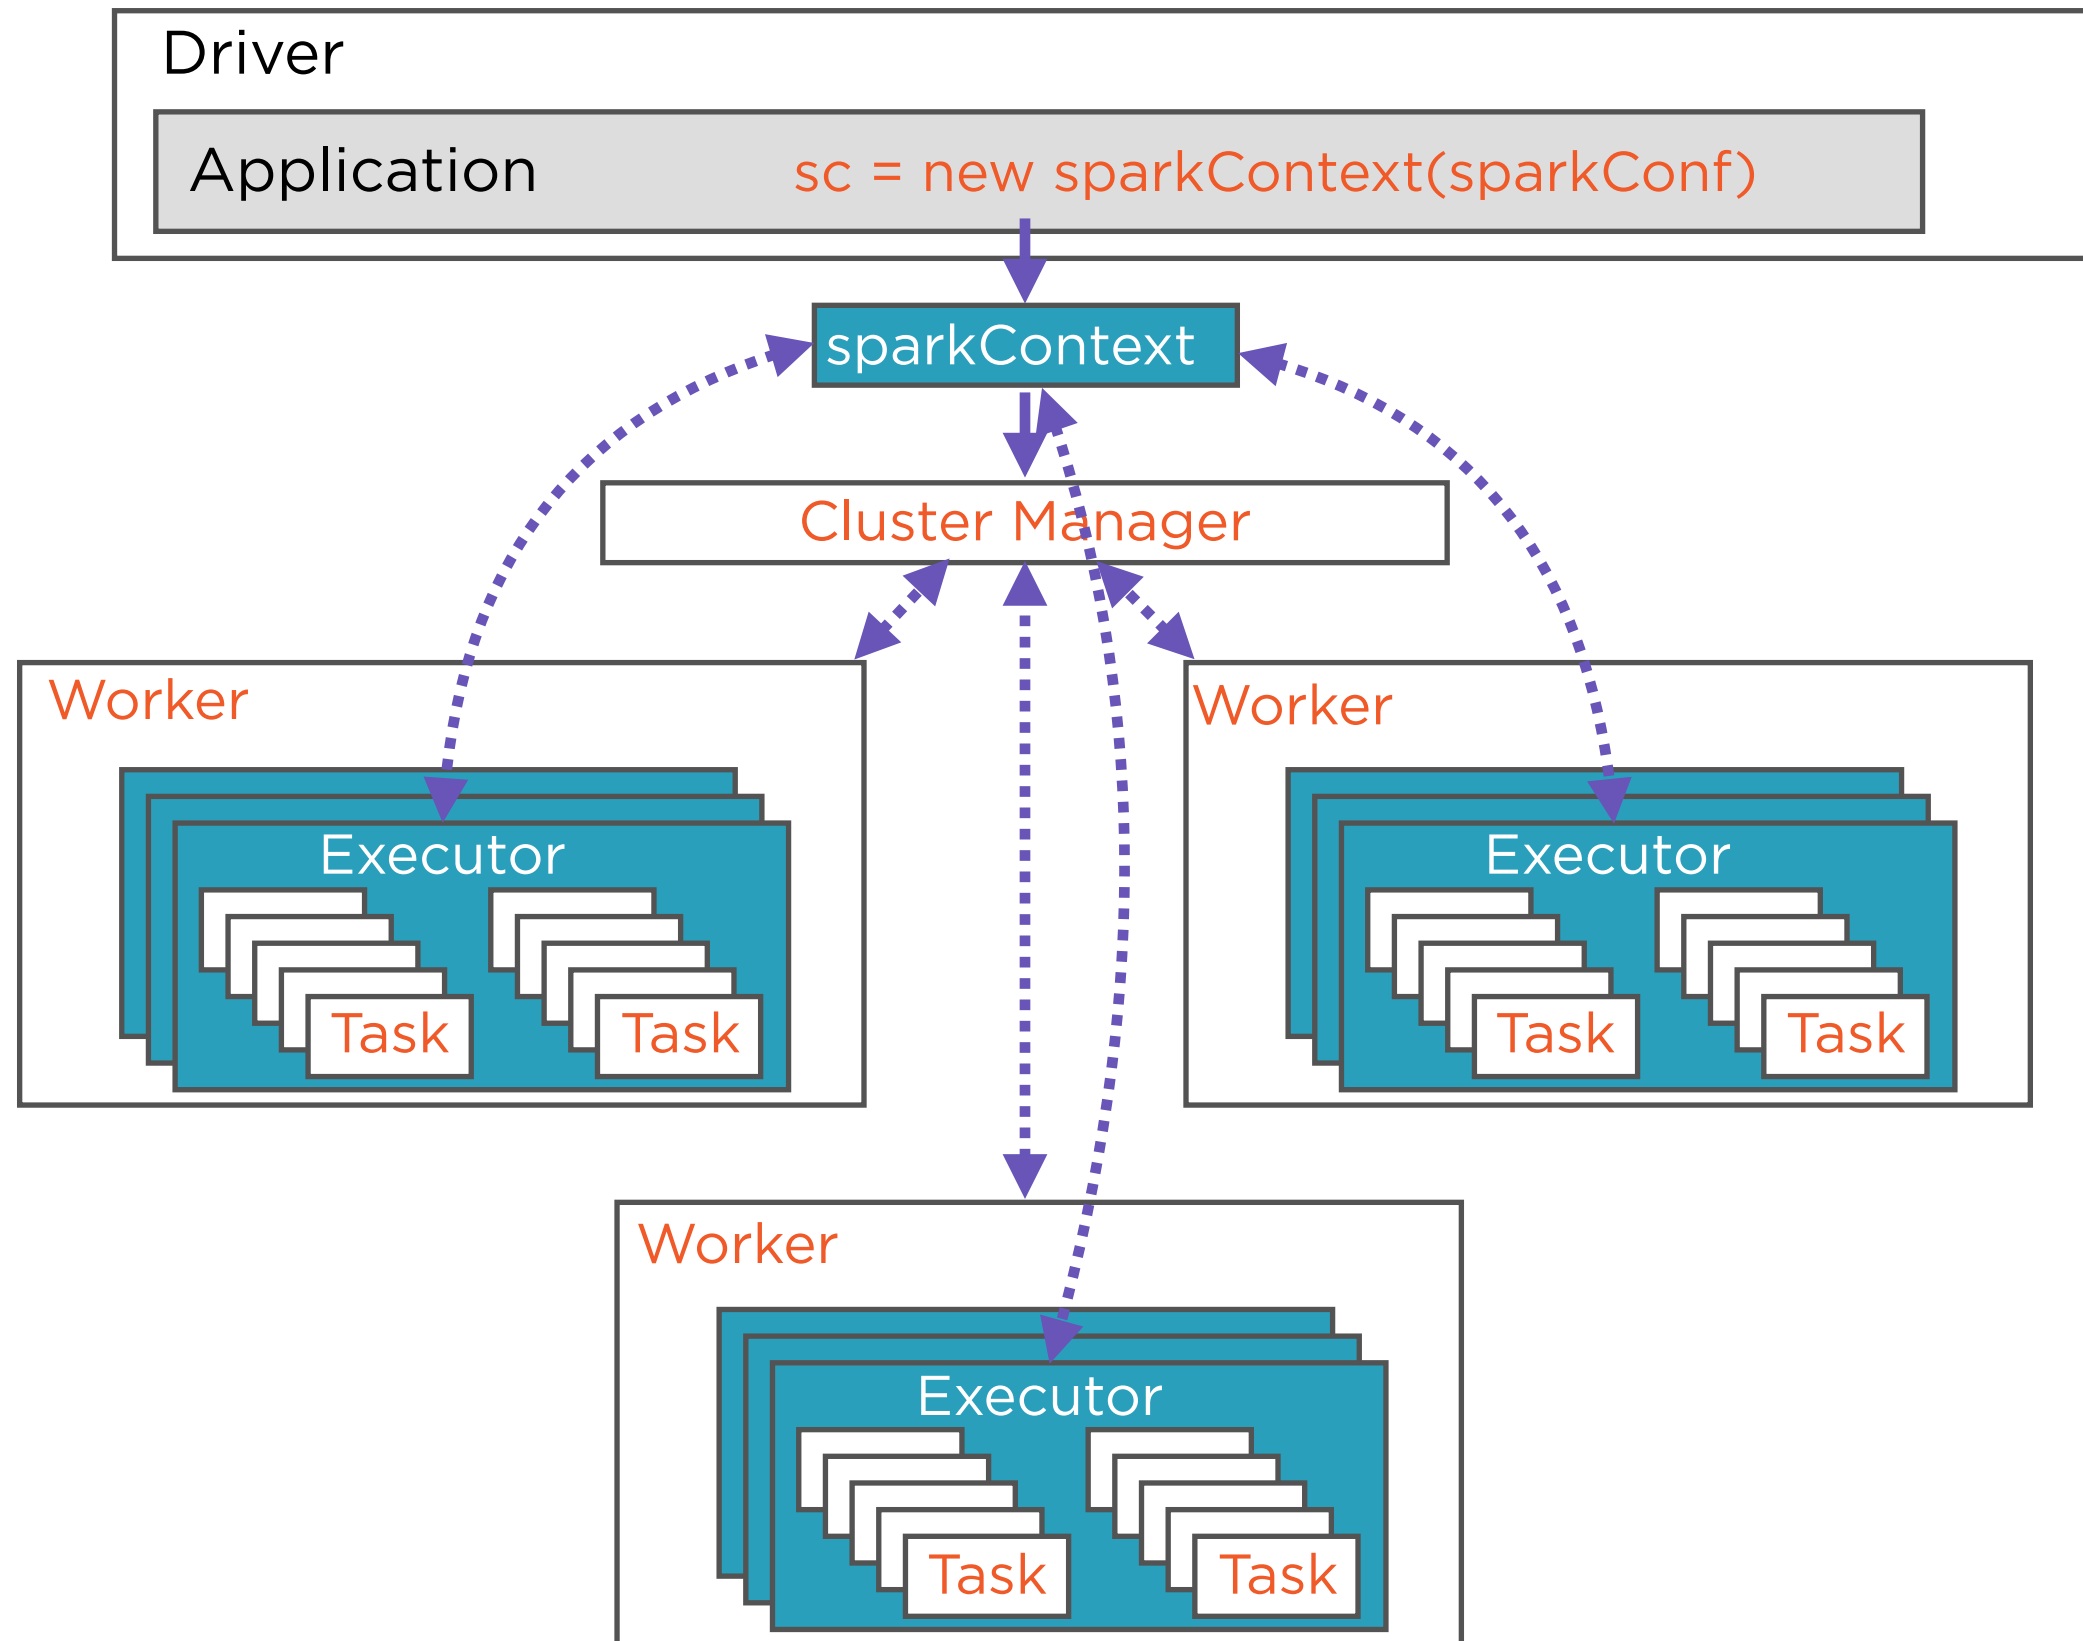 Driver
Application sc = new sparkContext(sparkConf)
sparkContext
Cluster Manager
Worker
Executor
Task Task
Worker
Executor
Task Task
Worker
Executor
Task Task